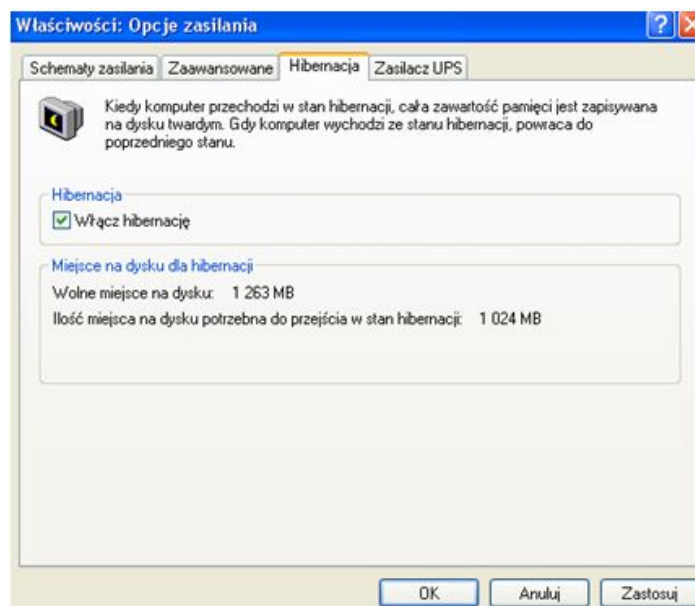 Właściwości: Opcje zasilania
Schematy zasilania Zaawansowane Hibernacja Zasilacz UPS
Kiedy komputer przechodzi w stan hibernacji, cała zawartość pamięci jest zapisywana
na dysku twardym. Gdy komputer wychodzi ze stanu hibernacji, powraca do
poprzedniego stanu.
Hibernacja
Włącz hibernację
Miejsce na dysku dla hibernacji
Wolne miejsce na dysku: 1 263 MB
Ilość miejsca na dysku potrzebna do przejścia w stan hibernacji: 1 024 MB
OK Anuluj Zastosuj